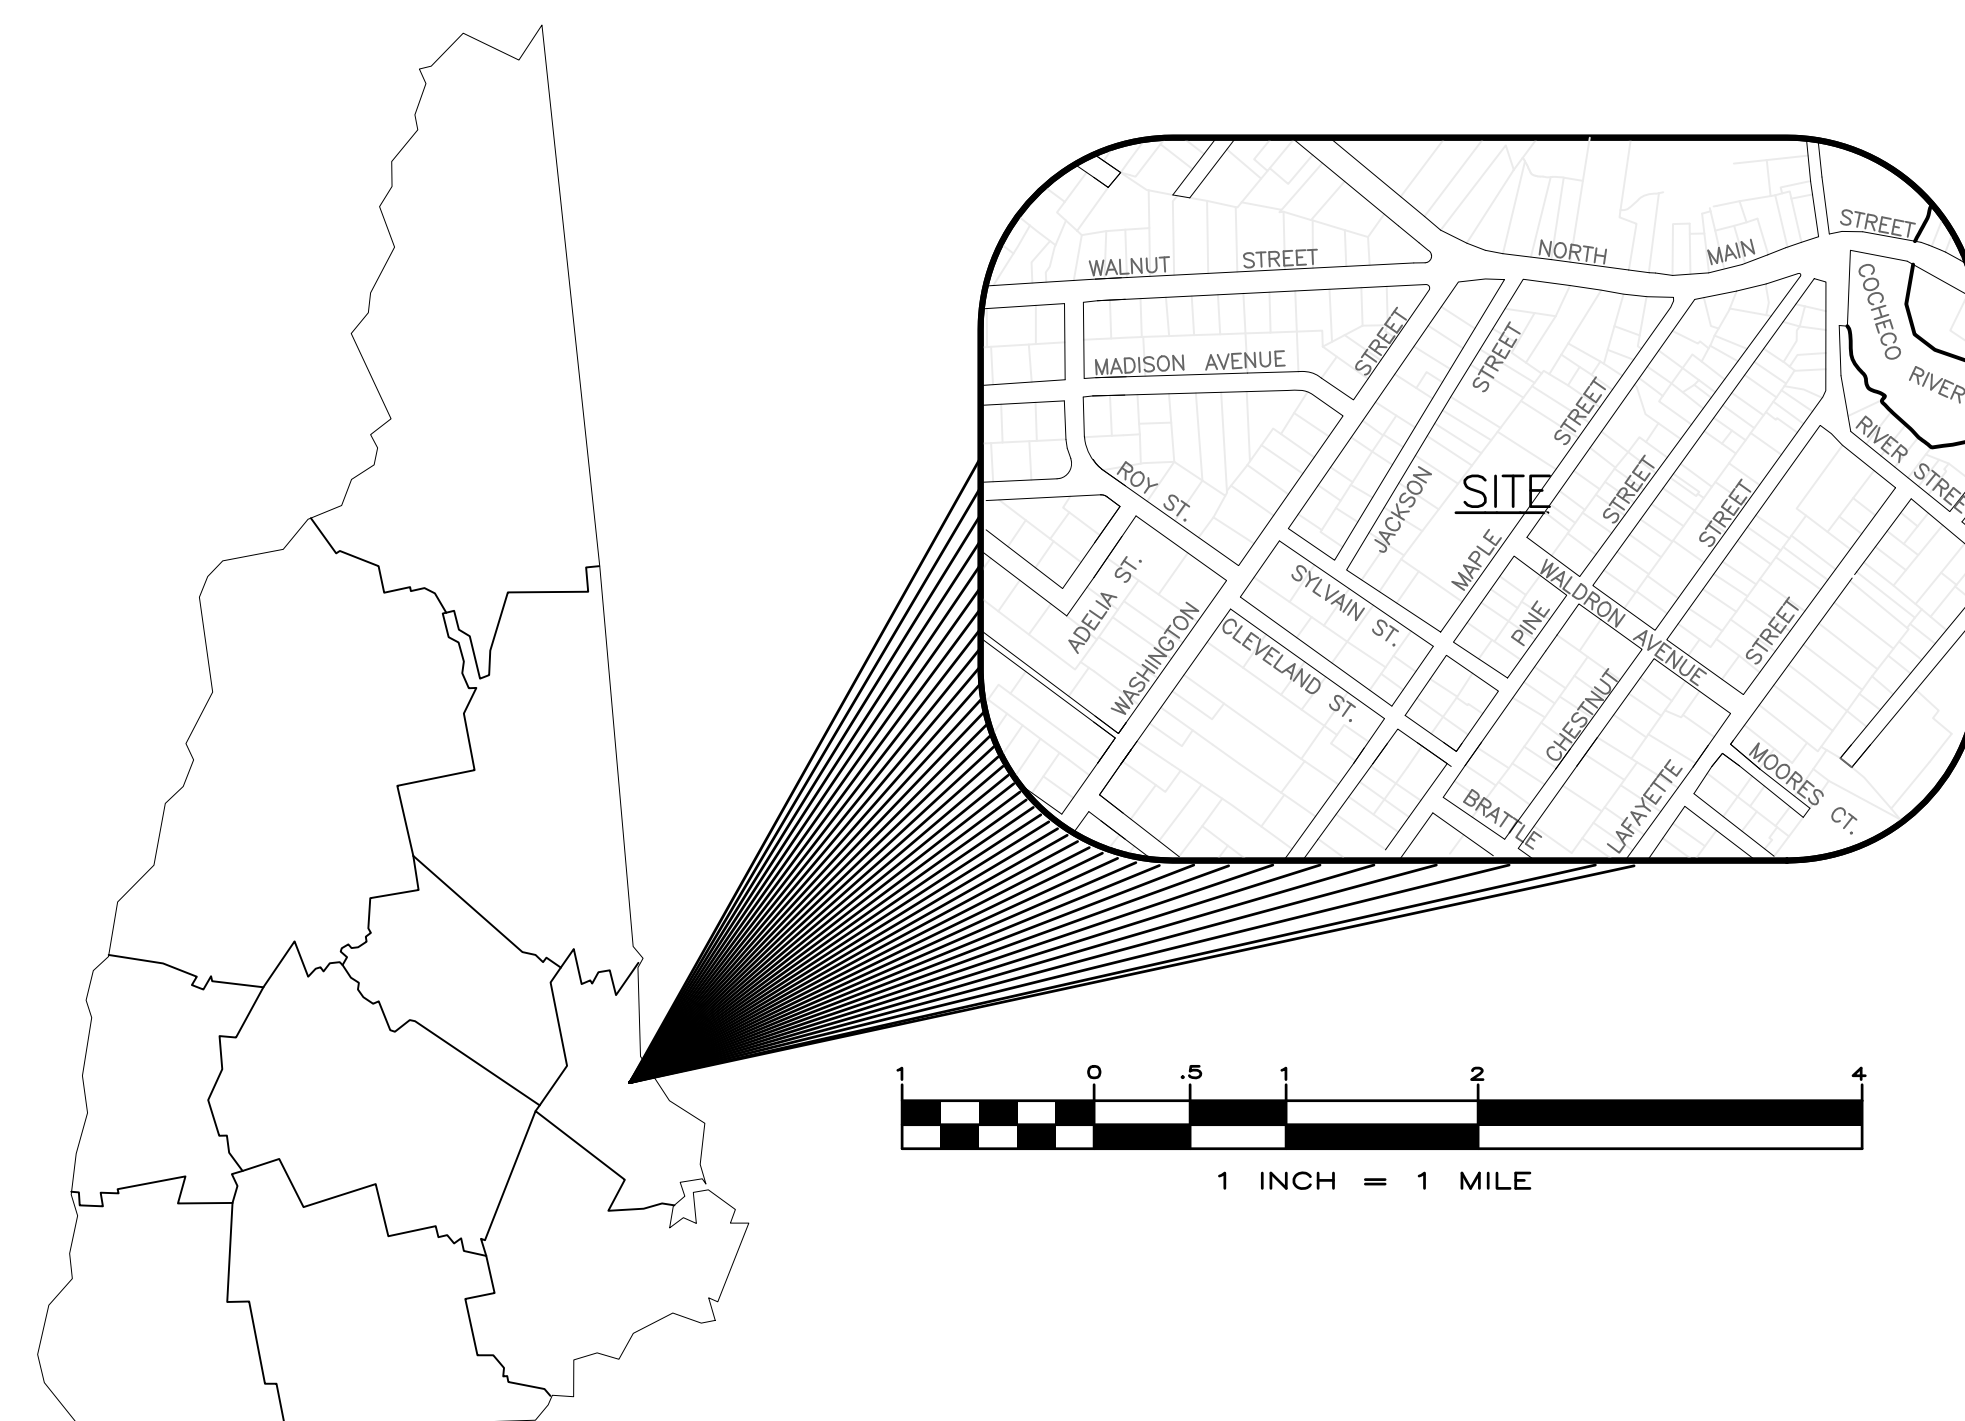 WALNUT STREET
NORTH MAIN STREET
COCHECO RIVER
MADISON AVENUE
STREET
STREET
STREET
RIVER STREE
ROY ST.
JACKSON
SITE
STREET
STREET
MAPLE
ADELIA ST.
WASHINGTON
SYLVAIN ST.
CLEVELAND ST.
PINE
WALDRON AVENUE
STREET
CHESTNUT
LAFAYETTE
MOORES CT.
BRATTLE
1 0 .5 1 2 4
1 INCH = 1 MILE